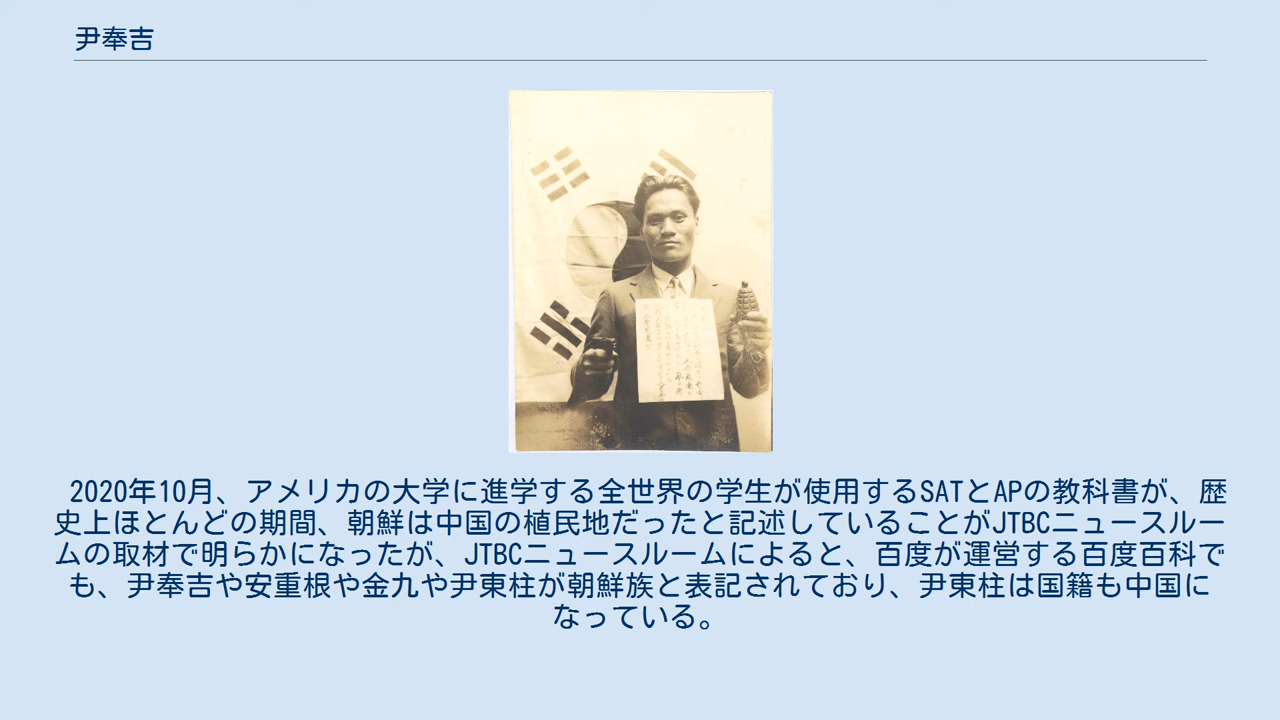 尹奉吉
2020年10月、アメリカの大学に進学する全世界の学生が使用するSATとAPの教科書が、歴
史上ほとんどの期間、朝鮮は中国の植民地だったと記述していることがJTBCニュースルー
ムの取材で明らかになったが、JTBCニュースルームによると、百度が運営する百度百科で
も、尹奉吉や安重根や金九や尹東柱が朝鮮族と表記されており、尹東柱は国籍も中国に
なっている。